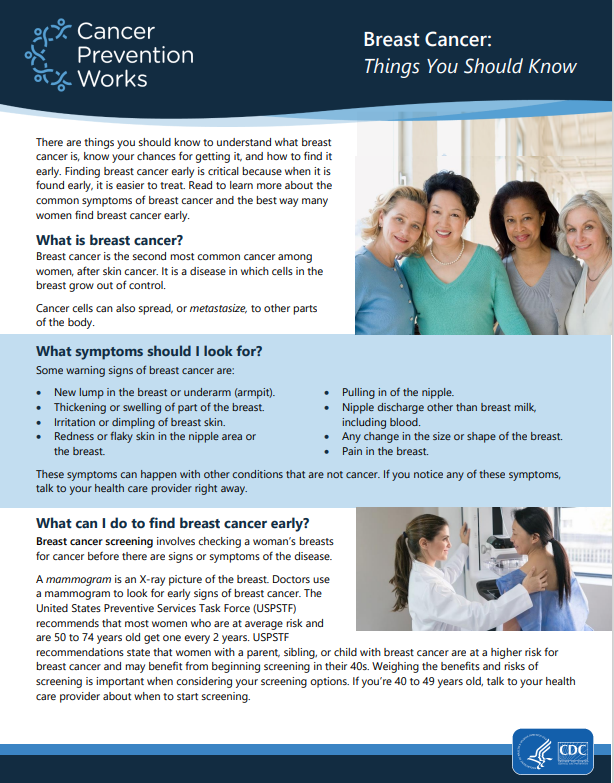 Cancer
Prevention
Works
Breast Cancer:
Things You Should Know
There are things you should know to understand what breast
cancer is, know your chances for getting it, and how to find it
early. Finding breast cancer early is critical because when it is
found early, it is easier to treat. Read to learn more about the
common symptoms of breast cancer and the best way many
women find breast cancer early.
What is breast cancer?
Breast cancer is the second most common cancer among
women, after skin cancer. It is a disease in which cells in the
breast grow out of control.
Cancer cells can also spread, or metastasize, to other parts
of the body.
What symptoms should I look for?
Some warning signs of breast cancer are:
• New lump in the breast or underarm (armpit).
• Thickening or swelling of part of the breast.
• Irritation or dimpling of breast skin.
• Redness or flaky skin in the nipple area or
the breast.
• Pulling in of the nipple.
• Nipple discharge other than breast milk,
including blood.
• Any change in the size or shape of the breast.
• Pain in the breast.
These symptoms can happen with other conditions that are not cancer. If you notice any of these symptoms,
talk to your health care provider right away.
What can I do to find breast cancer early?
Breast cancer screening involves checking a woman's breasts
for cancer before there are signs or symptoms of the disease.
A mammogram is an X-ray picture of the breast. Doctors use
a mammogram to look for early signs of breast cancer. The
United States Preventive Services Task Force (USPSTF)
recommends that most women who are at average risk and
are 50 to 74 years old get one every 2 years. USPSTF
recommendations state that women with a parent, sibling, or child with breast cancer are at a higher risk for
breast cancer and may benefit from beginning screening in their 40s. Weighing the benefits and risks of
screening is important when considering your screening options. If you're 40 to 49 years old, talk to your health
care provider about when to start screening.
CDC